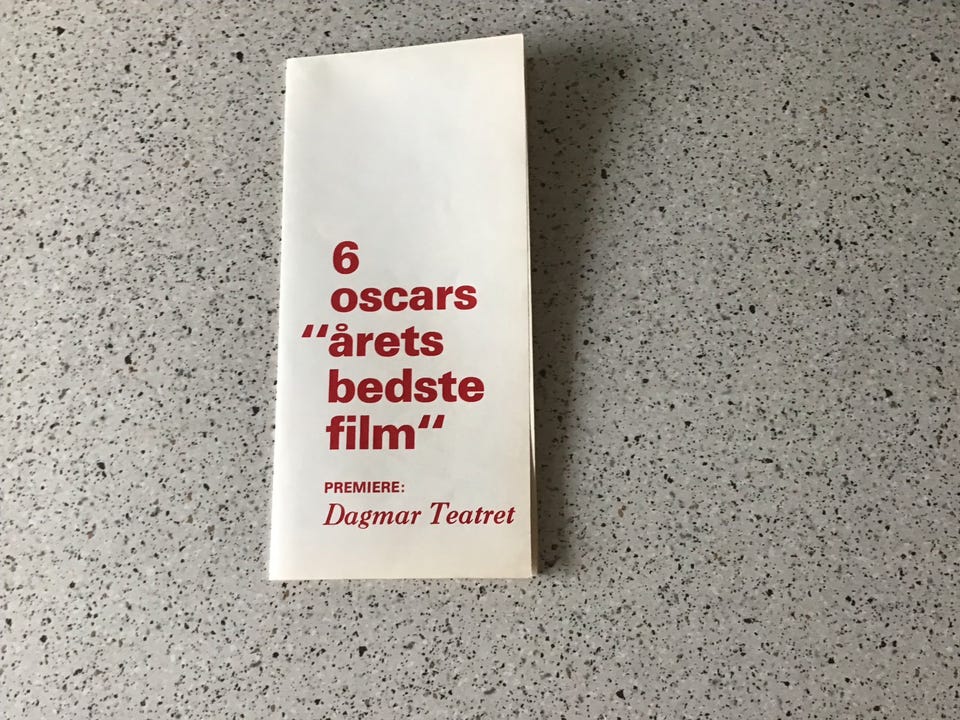 6
oscars
“årets
bedste
film“
PREMIERE:
Dagmar Teatret